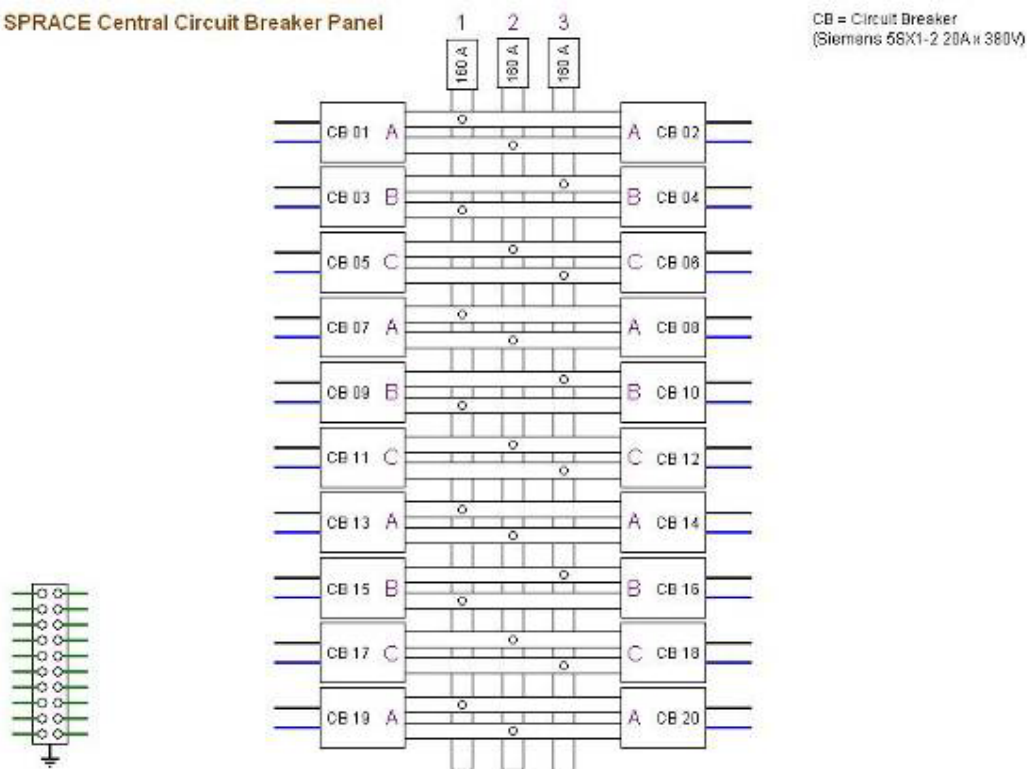 SPRACE Central Circuit Breaker Panel
1 2 3
CB = Circuit Breaker
(Siemens 5SX1-2 20A x 380V)
160 A 160 A 160 A
CB 01 A A CB 02
CB 03 B B CB 04
CB 05 C C CB 06
CB 07 A A CB 08
CB 09 B B CB 10
CB 11 C C CB 12
CB 13 A A CB 14
CB 15 B B CB 16
CB 17 C C CB 18
CB 19 A A CB 20